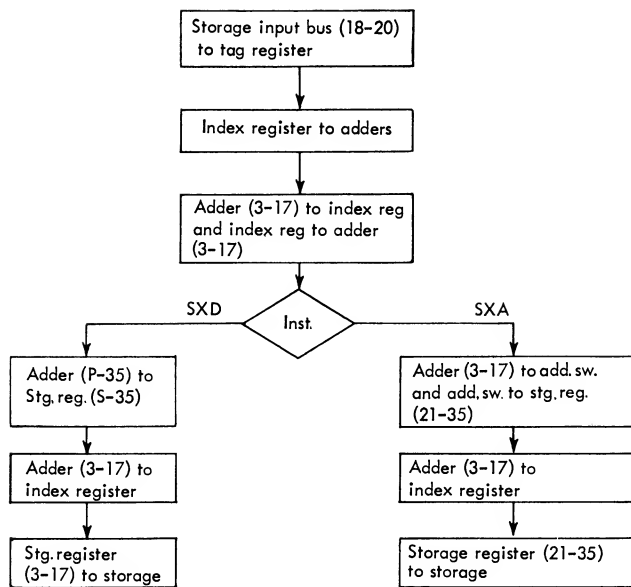 Storage input bus (18-20)
to tag register
Index register to adders
Adder (3-17) to index reg
and index reg to adder
(3-17)
SXD
Inst.
SXA
Adder (P-35) to
Stg. reg. (S-35)
Adder (3-17) to
index register
Stg. register
(3-17) to storage
Adder (3-17) to add. sw.
and add. sw. to stg. reg.
(21-35)
Adder (3-17) to
index register
Storage register (21-35)
to storage